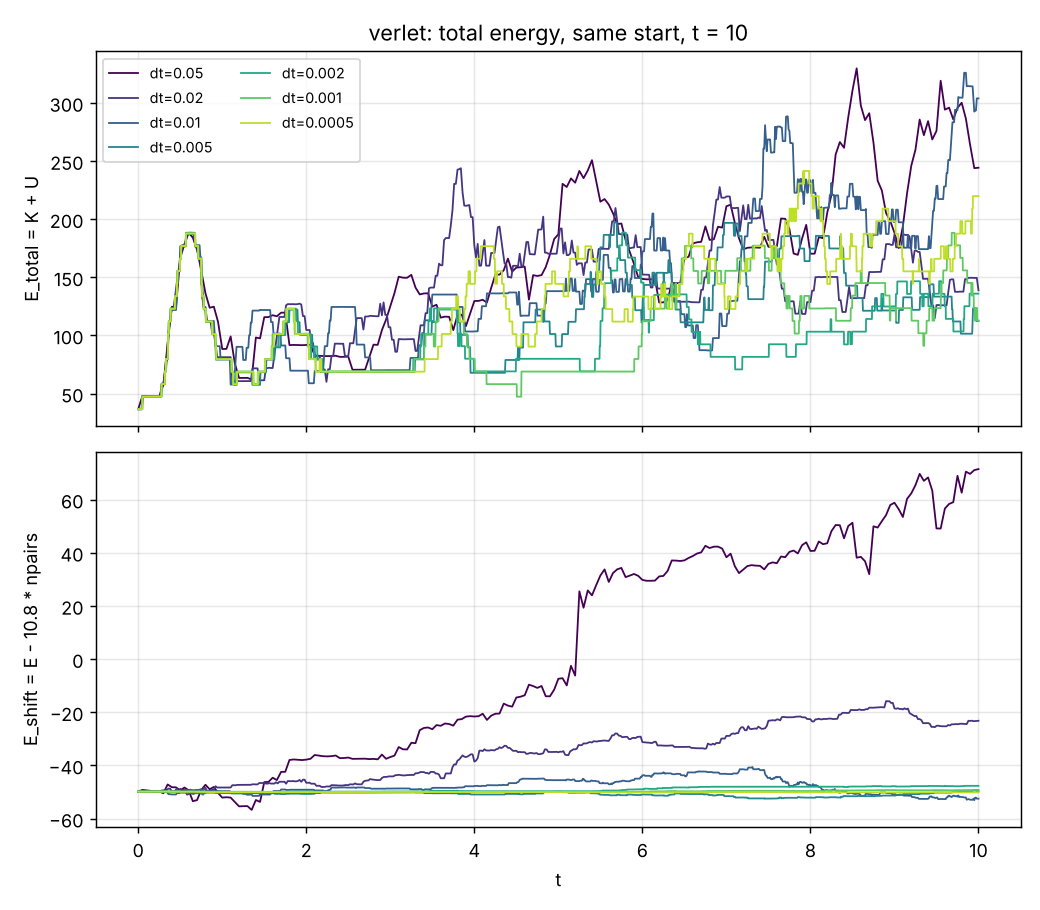 verlet: total energy, same start, t = 10
E_total = K + U
300
250
200
150
100
50
dt=0.05
dt=0.02
dt=0.01
dt=0.005
dt=0.002
dt=0.001
dt=0.0005
E_shift = E - 10.8 * npairs
60
40
20
0
−20
−40
−60
0 2 4 6 8 10
t